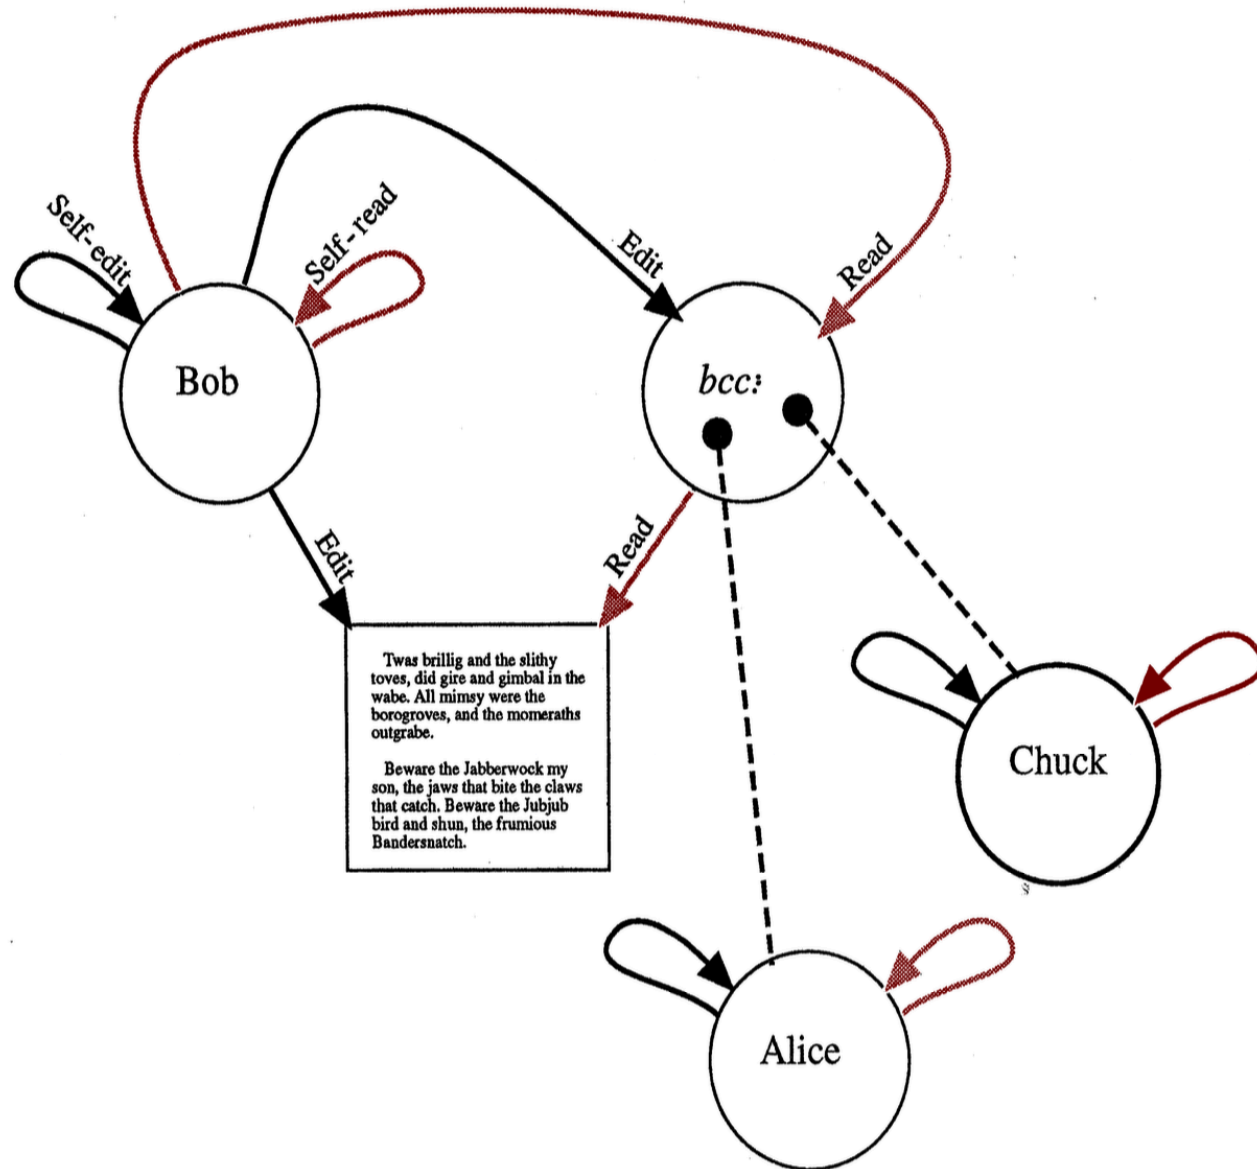 Self-edit
Self-read
Edit
Read
Bob
bcc:
Edit
Read
Twas brillig and the slithy
toves, did gire and gimbal in the
wabe. All mimsy were the
borogroves, and the momeraths
outgrabe.
Beware the Jabberwock my
son, the jaws that bite the claws
that catch. Beware the Jubjub
bird and shun, the frumious
Bandersnatch.
Chuck
Alice